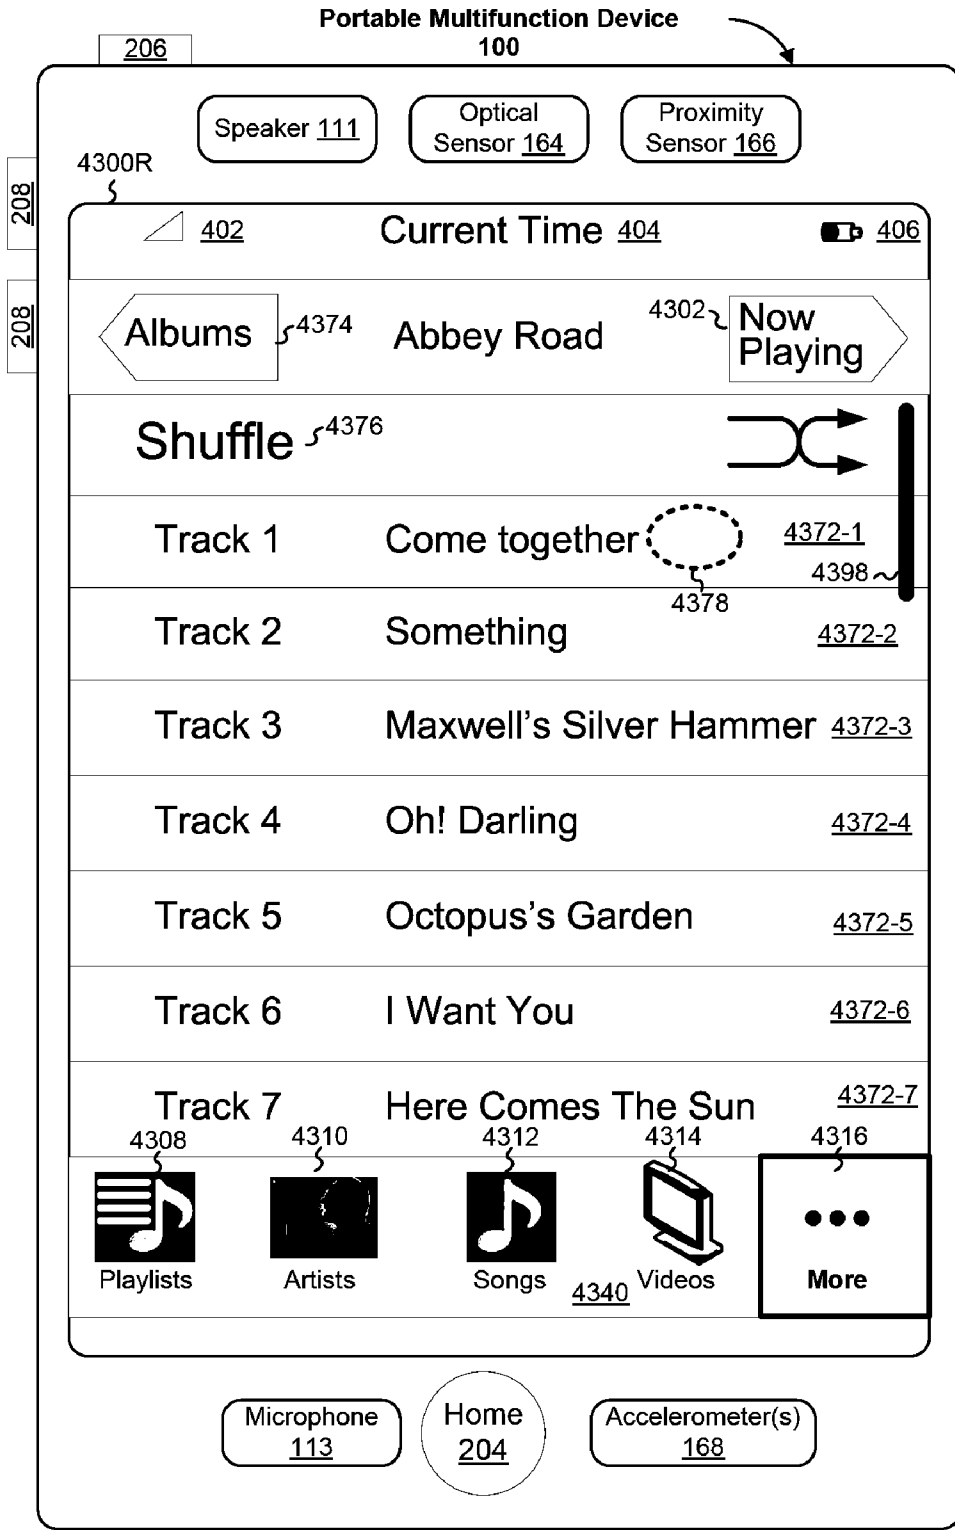 Portable Multifunction Device
100
206
Speaker 111
Optical
Sensor 164
Proximity
Sensor 166
4300R
208
208
402
Current Time 404
406
Albums
4374
Abbey Road
4302
Now
Playing
Shuffle
4376
Track 1
Come together
4372-1
4398
4378
Track 2
Something
4372-2
Track 3
Maxwell's Silver Hammer
4372-3
Track 4
Oh! Darling
4372-4
Track 5
Octopus's Garden
4372-5
Track 6
I Want You
4372-6
Track 7
Here Comes The Sun
4372-7
4308
4310
4312
4314
4316
Playlists
Artists
Songs
4340
Videos
More
Microphone
113
Home
204
Accelerometer(s)
168